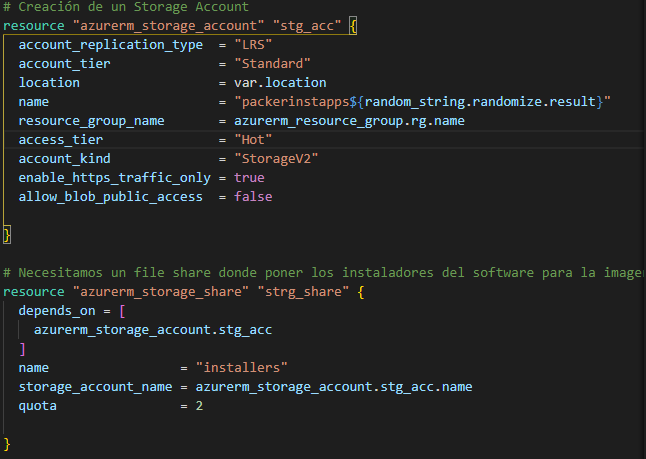 # Creación de un Storage Account
resource "azurerm_storage_account" "stg_acc" {
  account_replication_type  = "LRS"
  account_tier              = "Standard"
  location                  = var.location
  name                      = "packerinstapps${random_string.randomize.result}"
  resource_group_name       = azurerm_resource_group.rg.name
  access_tier               = "Hot"
  account_kind              = "StorageV2"
  enable_https_traffic_only = true
  allow_blob_public_access  = false
}
# Necesitamos un file share donde poner los instaladores del software para la imagen
resource "azurerm_storage_share" "strg_share" {
  depends_on = [
    azurerm_storage_account.stg_acc
  ]
  name                 = "installers"
  storage_account_name = azurerm_storage_account.stg_acc.name
  quota                = 2
}